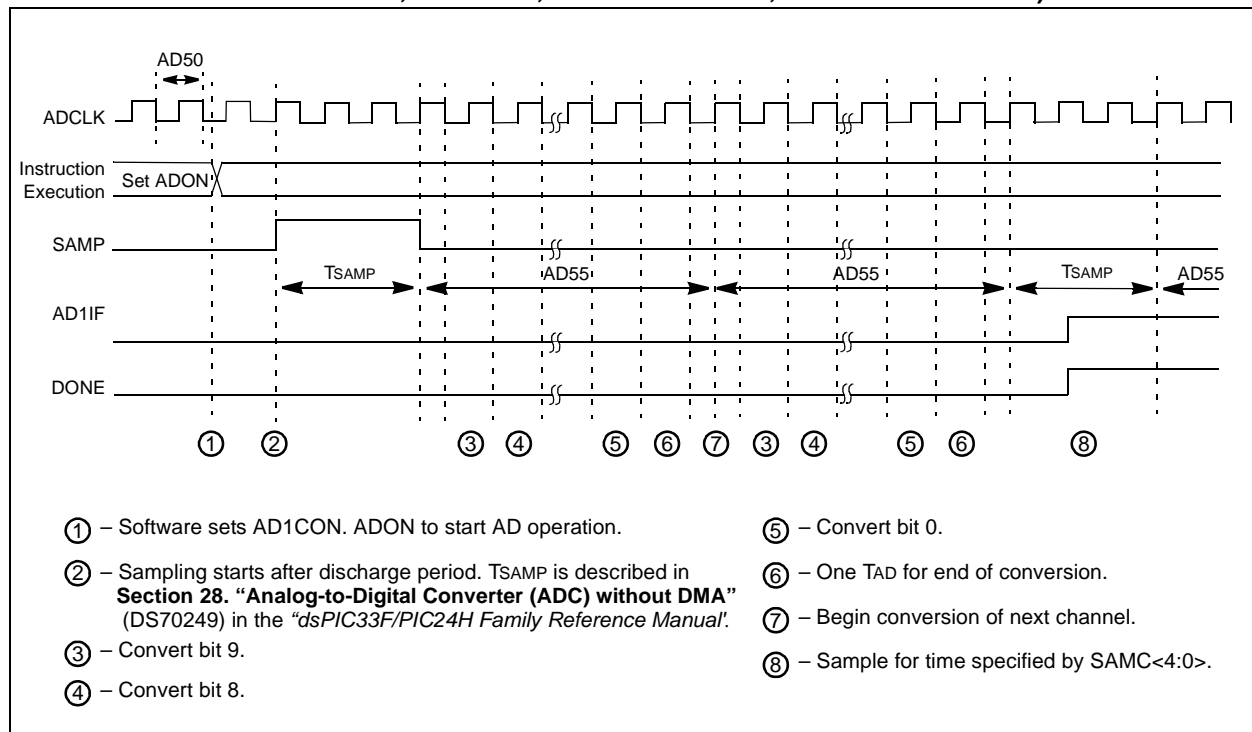 AD50
ADCLK
Instruction
Execution
Set ADON
SAMP
TSAMP
AD55
AD55
TSAMP
AD55
AD1IF
DONE
1 2 3 4 5 6 7 3 4 5 6 8
1 – Software sets AD1CON. ADON to start AD operation.
2 – Sampling starts after discharge period. TSAMP is described in
Section 28. “Analog-to-Digital Converter (ADC) without DMA”
(DS70249) in the “dsPIC33F/PIC24H Family Reference Manual'.
3 – Convert bit 9.
4 – Convert bit 8.
5 – Convert bit 0.
6 – One TAD for end of conversion.
7 – Begin conversion of next channel.
8 – Sample for time specified by SAMC<4:0>.